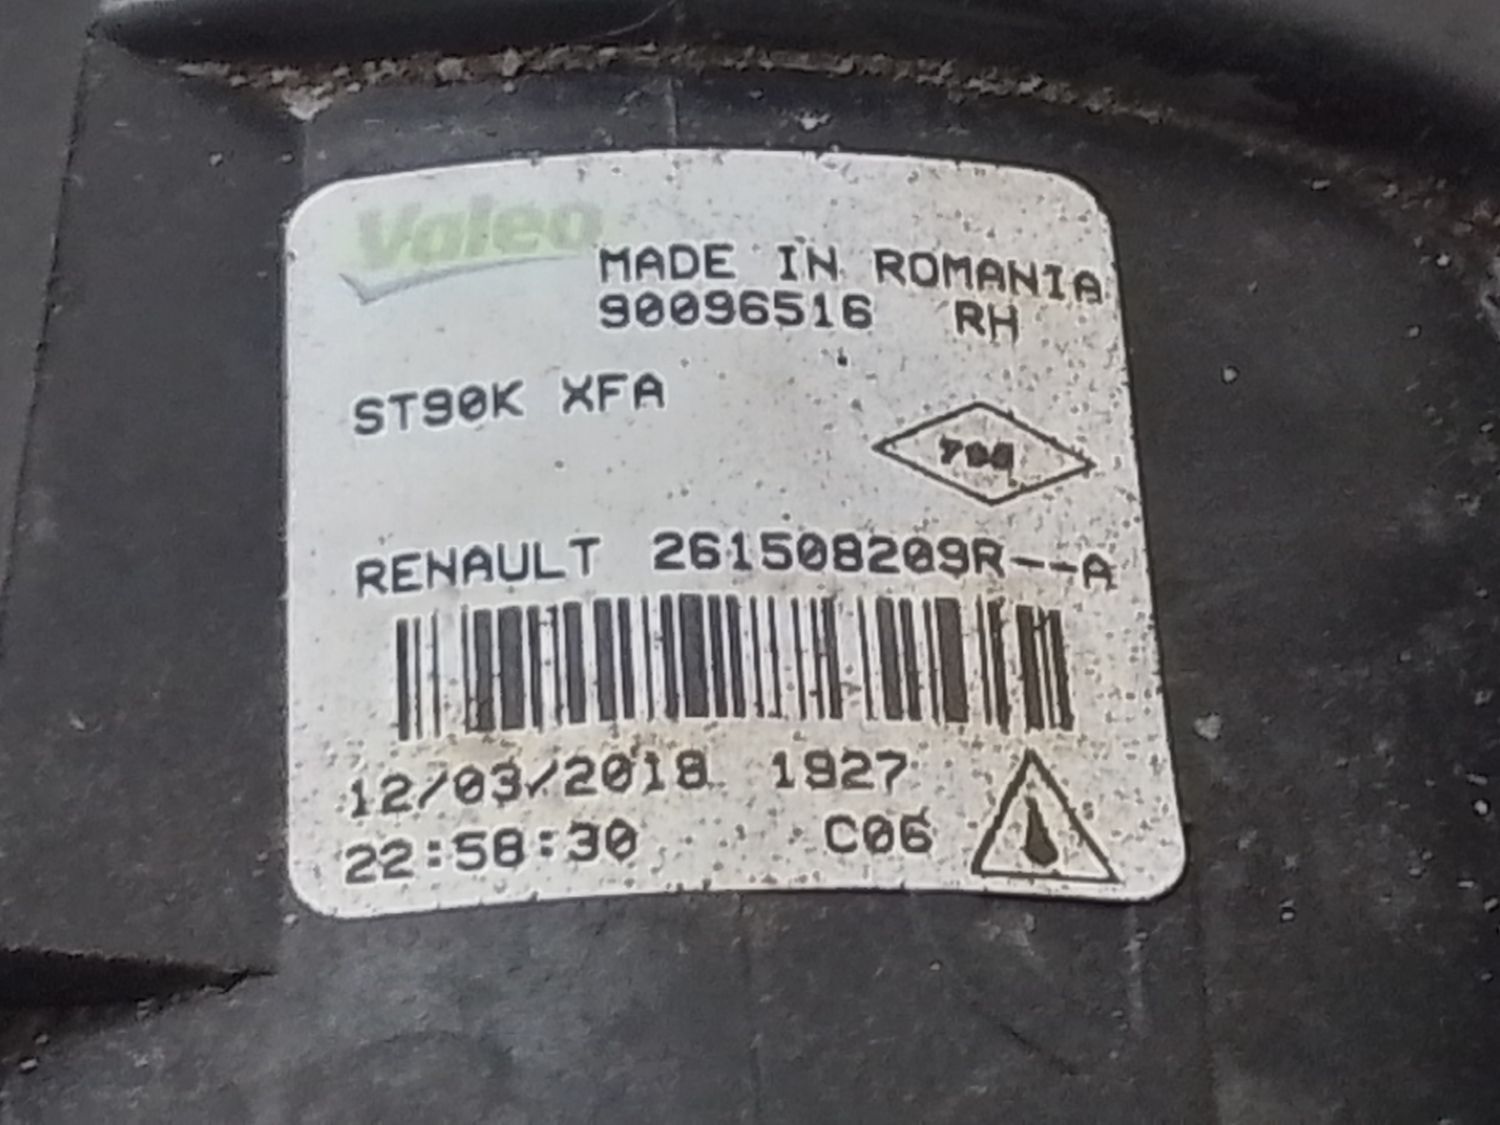 Valeo
MADE IN ROMANIA
90096516 RH
ST90K XFA
RENAULT 261508209R--A
12/03/2018 1927
22:58:30 C06